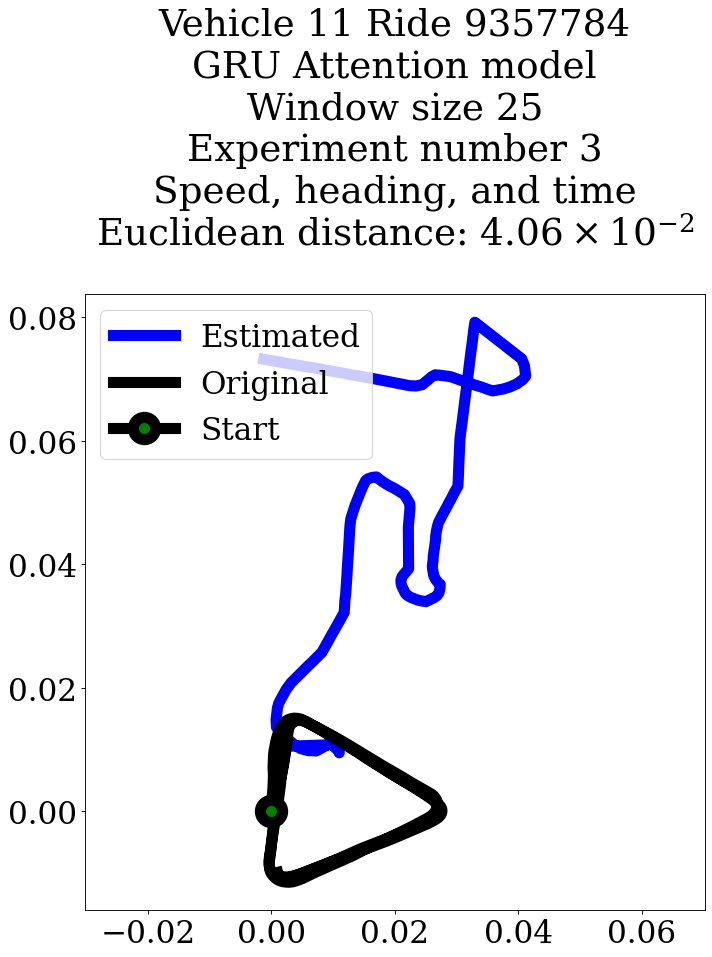 Vehicle 11 Ride 9357784
GRU Attention model
Window size 25
Experiment number 3
Speed, heading, and time
Euclidean distance: 4.06 × 10⁻²
Estimated
Original
Start
0.08
0.06
0.04
0.02
0.00
−0.02 0.00 0.02 0.04 0.06